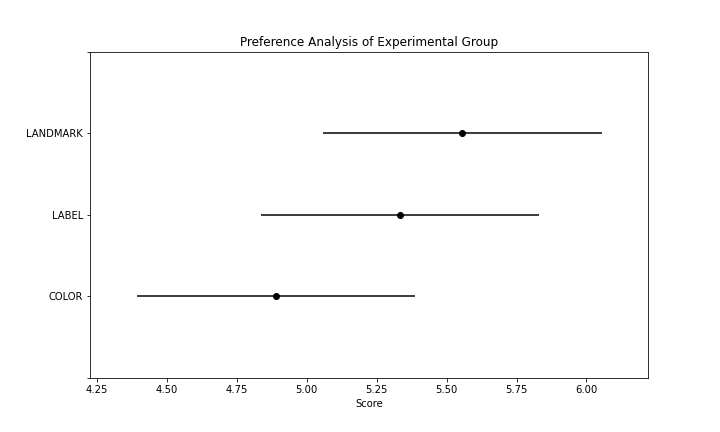 Preference Analysis of Experimental Group
LANDMARK
LABEL
COLOR
4.25 4.50 4.75 5.00 5.25 5.50 5.75 6.00
Score